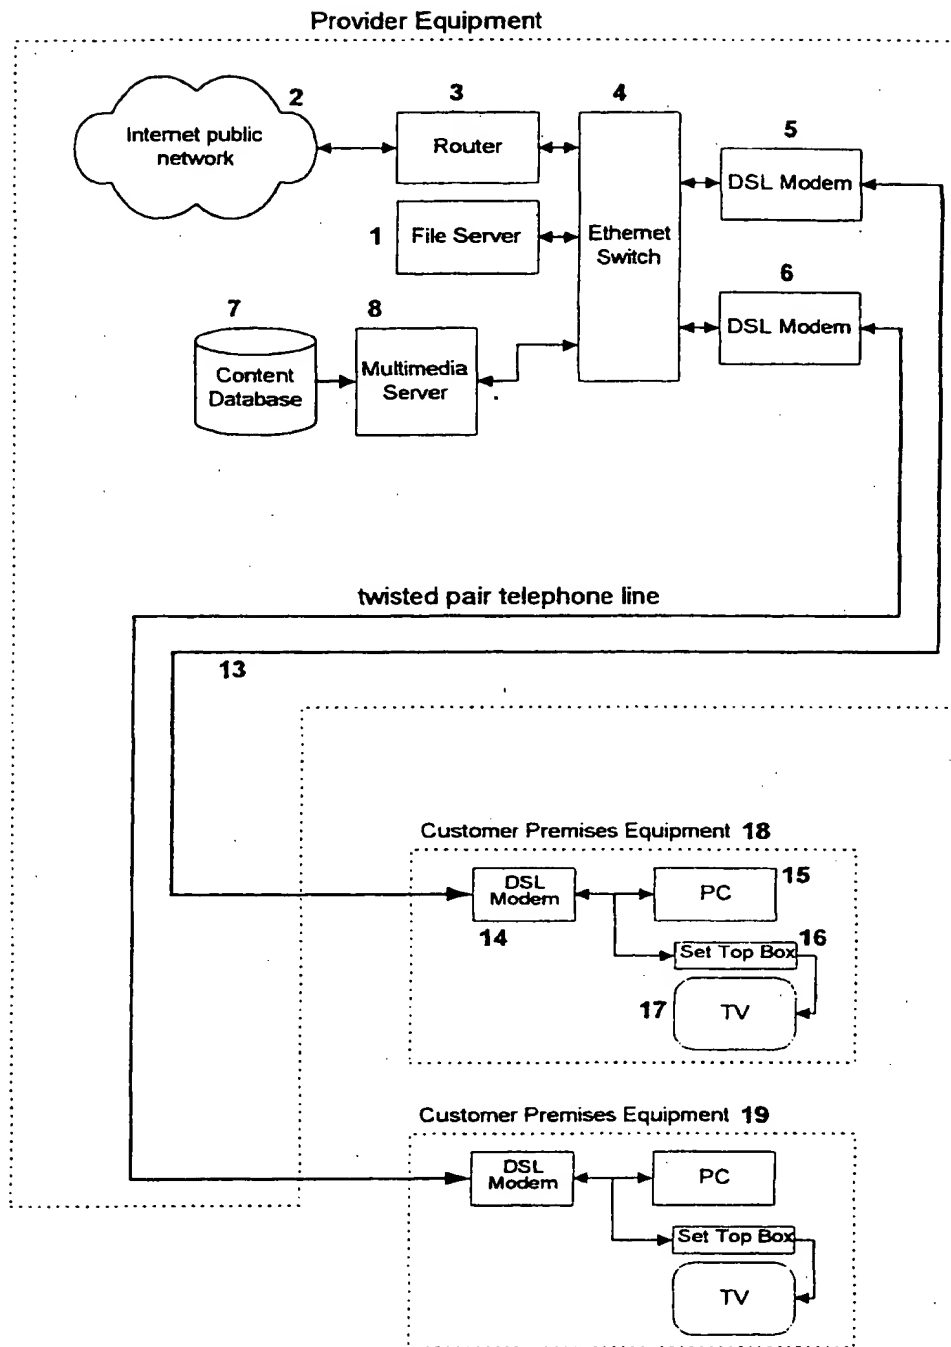 Provider Equipment
2
3
4
5
Internet public
network
Router
DSL Modem
1
File Server
Ethernet
Switch
6
DSL Modem
7
8
Content
Database
Multimedia
Server
twisted pair telephone line
13
Customer Premises Equipment 18
DSL
Modem
14
PC
15
Set Top Box
16
17
TV
Customer Premises Equipment 19
DSL
Modem
PC
Set Top Box
TV